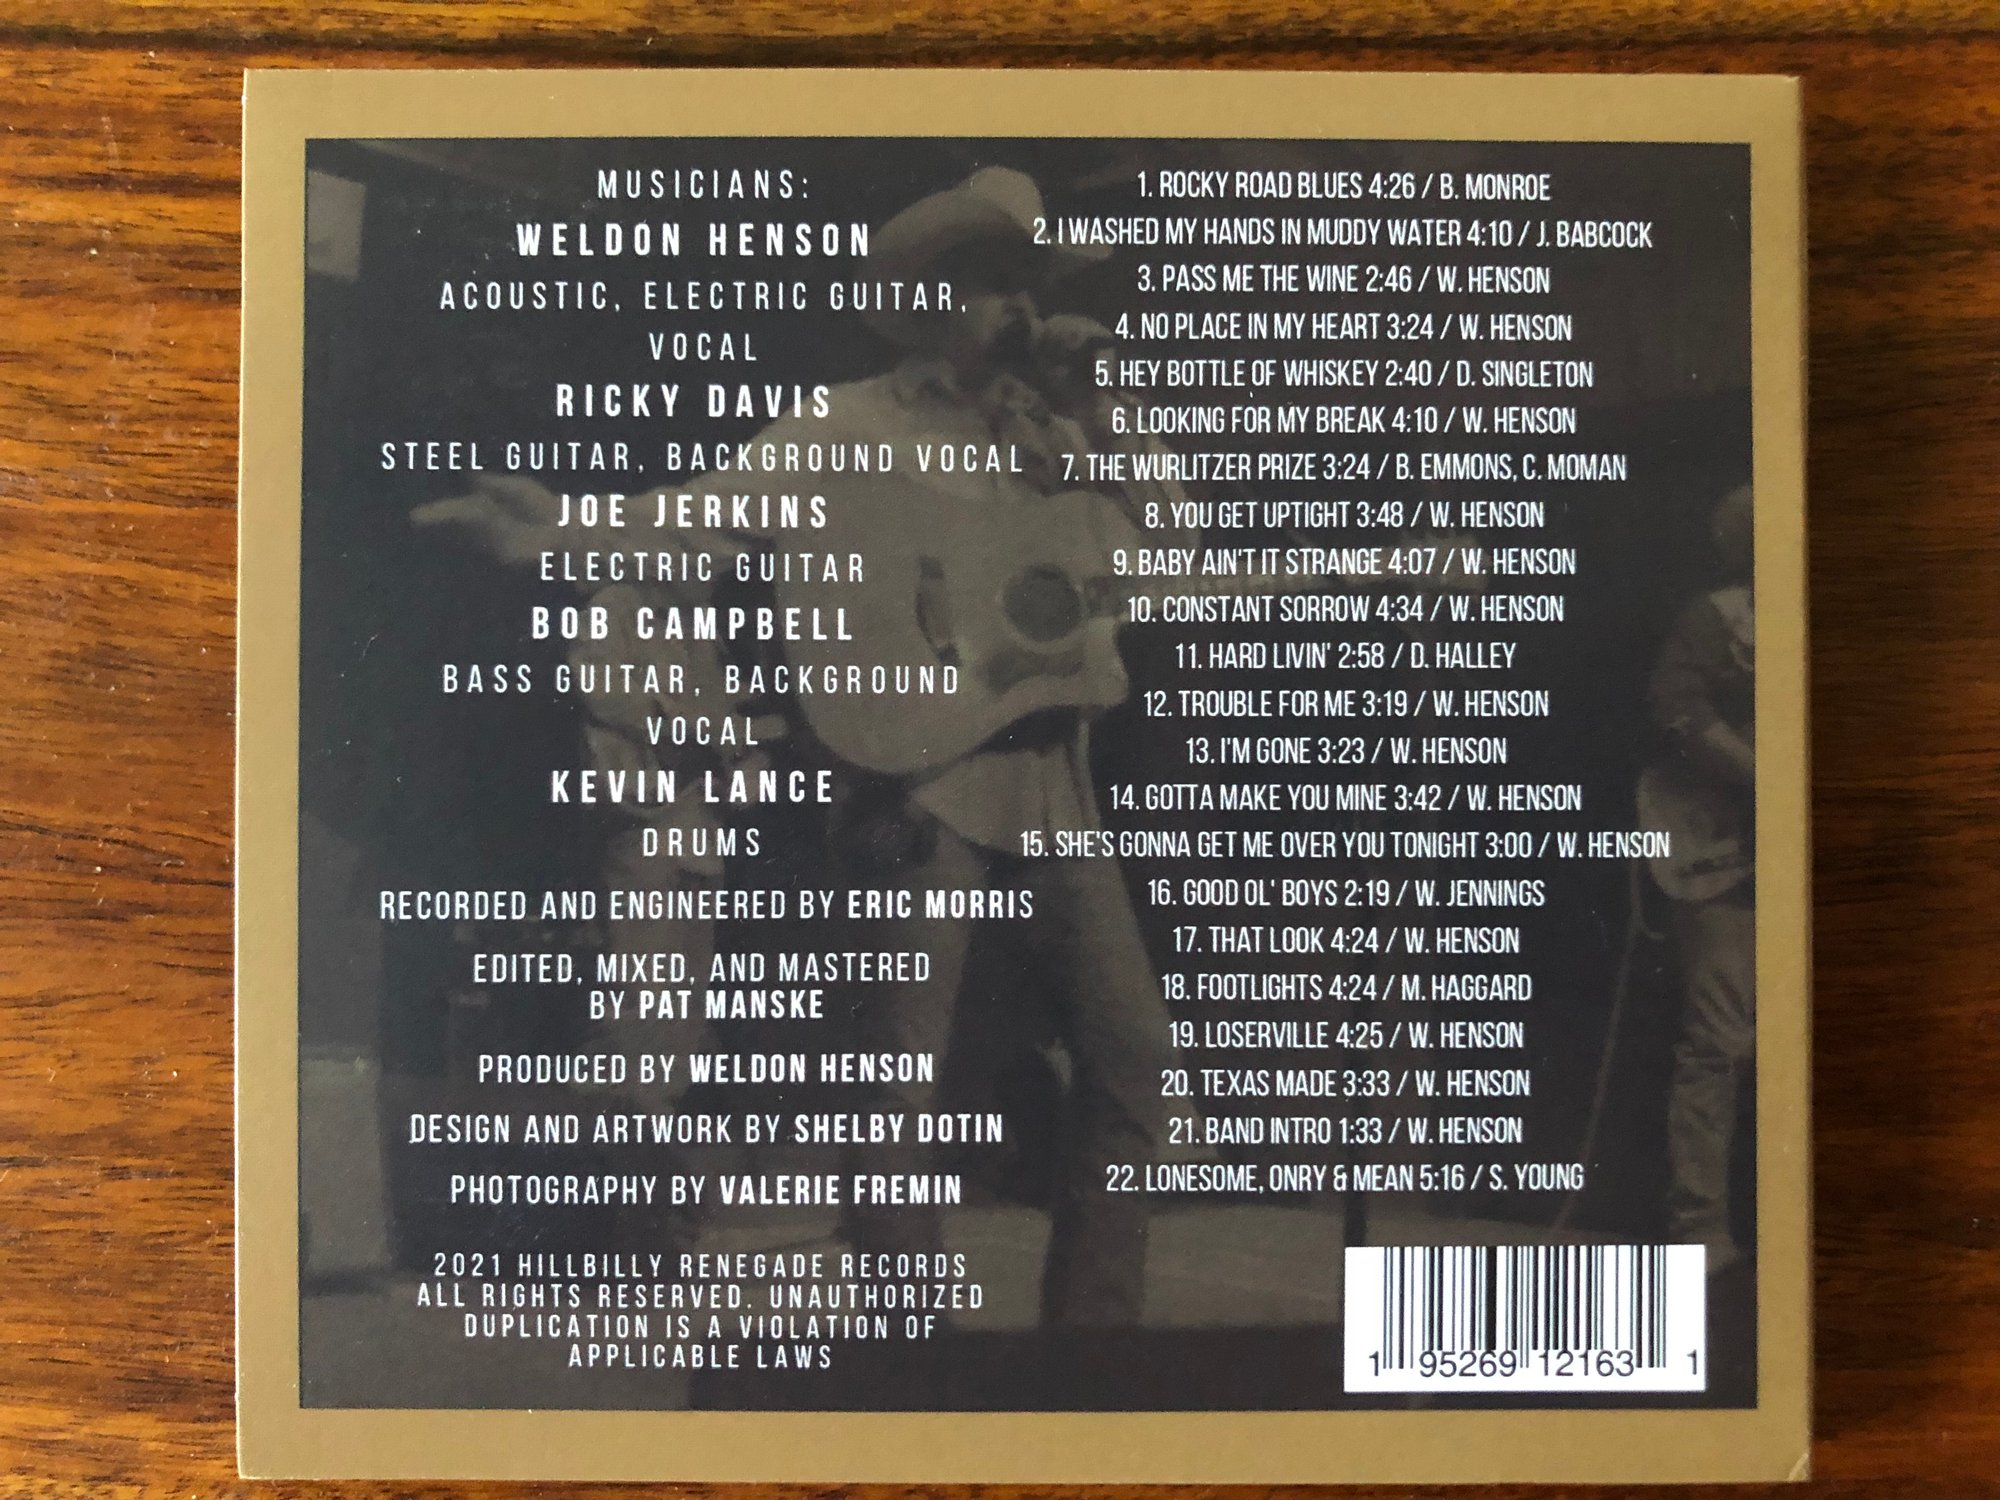 MUSICIANS:
WELDON HENSON
ACOUSTIC, ELECTRIC GUITAR,
VOCAL
RICKY DAVIS
STEEL GUITAR, BACKGROUND VOCAL
JOE JERKINS
ELECTRIC GUITAR
BOB CAMPBELL
BASS GUITAR, BACKGROUND
VOCAL
KEVIN LANCE
DRUMS
RECORDED AND ENGINEERED BY ERIC MORRIS
EDITED, MIXED, AND MASTERED
BY PAT MANSKE
PRODUCED BY WELDON HENSON
DESIGN AND ARTWORK BY SHELBY DOTIN
PHOTOGRAPHY BY VALERIE FREMIN
2021 HILLBILLY RENEGADE RECORDS
ALL RIGHTS RESERVED. UNAUTHORIZED
DUPLICATION IS A VIOLATION OF
APPLICABLE LAWS
1. ROCKY ROAD BLUES 4:26 / B. MONROE
2. I WASHED MY HANDS IN MUDDY WATER 4:10 / J. BABCOCK
3. PASS ME THE WINE 2:46 / W. HENSON
4. NO PLACE IN MY HEART 3:24 / W. HENSON
5. HEY BOTTLE OF WHISKEY 2:40 / D. SINGLETON
6. LOOKING FOR MY BREAK 4:10 / W. HENSON
7. THE WURLITZER PRIZE 3:24 / B. EMMONS, C. MOMAN
8. YOU GET UPTIGHT 3:48 / W. HENSON
9. BABY AIN'T IT STRANGE 4:07 / W. HENSON
10. CONSTANT SORROW 4:34 / W. HENSON
11. HARD LIVIN' 2:58 / D. HALLEY
12. TROUBLE FOR ME 3:19 / W. HENSON
13. I'M GONE 3:23 / W. HENSON
14. GOTTA MAKE YOU MINE 3:42 / W. HENSON
15. SHE'S GONNA GET ME OVER YOU TONIGHT 3:00 / W. HENSON
16. GOOD OL' BOYS 2:19 / W. JENNINGS
17. THAT LOOK 4:24 / W. HENSON
18. FOOTLIGHTS 4:24 / M. HAGGARD
19. LOSERVILLE 4:25 / W. HENSON
20. TEXAS MADE 3:33 / W. HENSON
21. BAND INTRO 1:33 / W. HENSON
22. LONESOME, ONRY & MEAN 5:16 / S. YOUNG
1 95269 12163 1